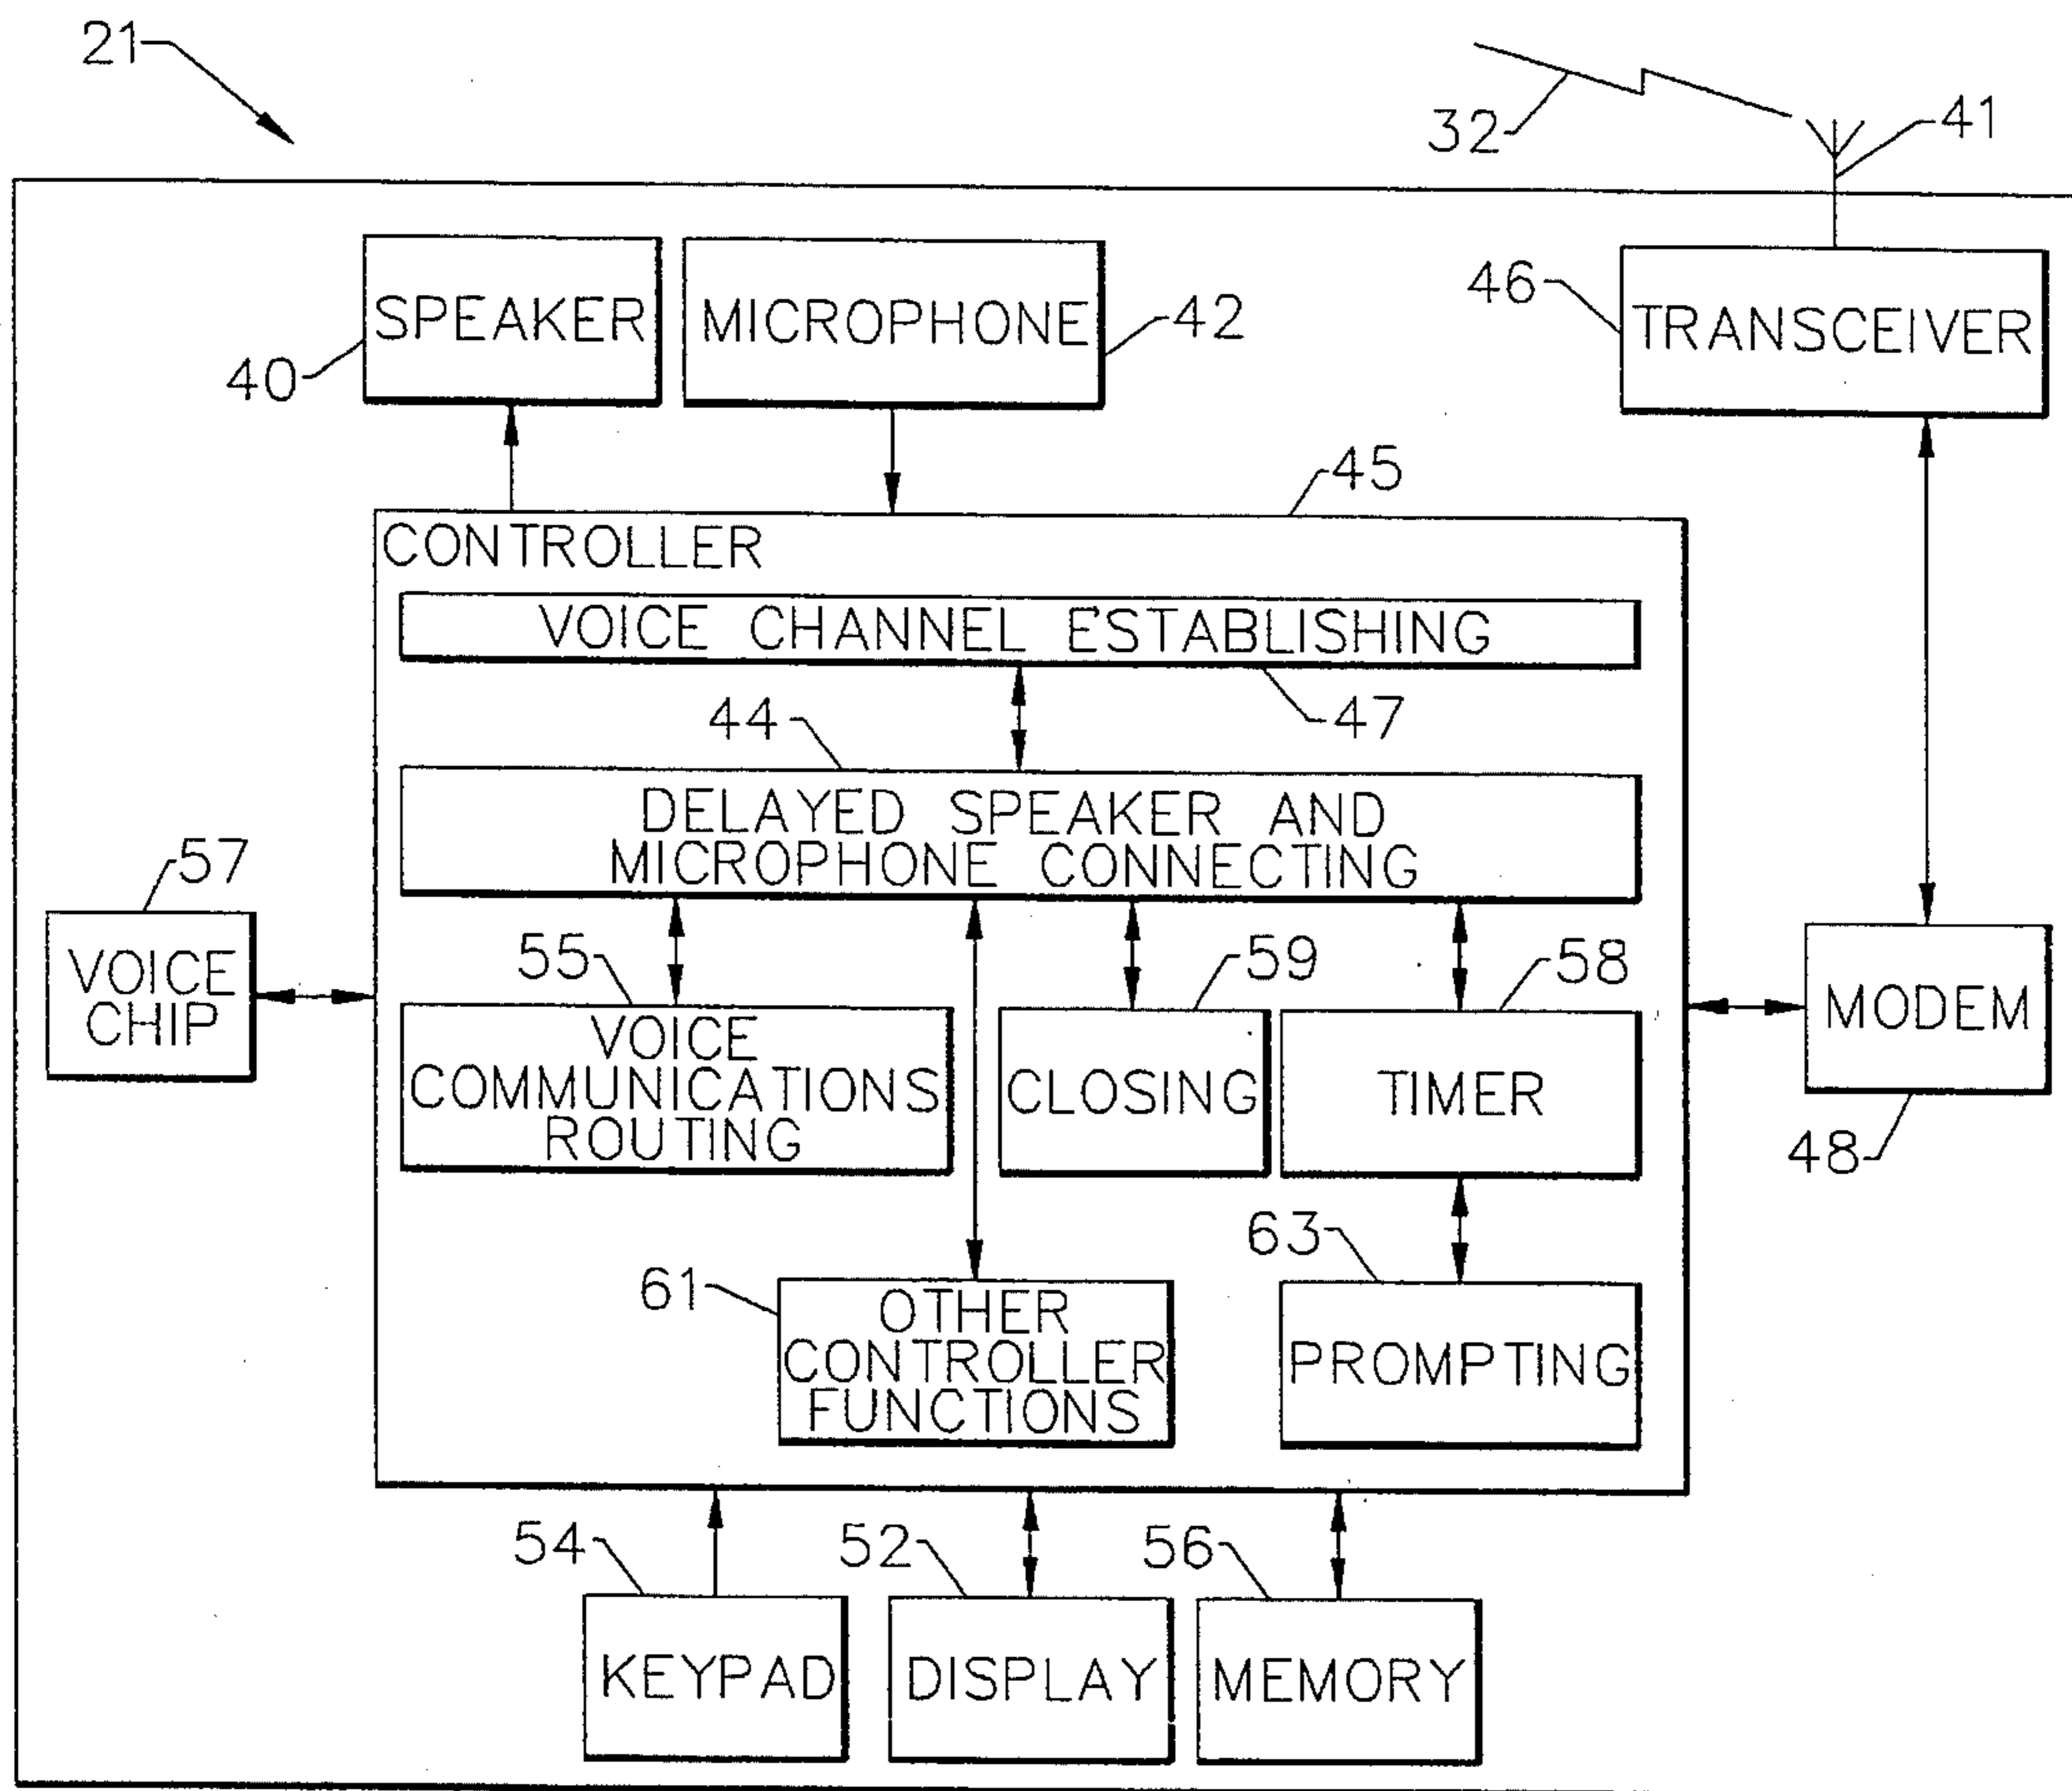 21
32
41
SPEAKER
MICROPHONE
TRANSCEIVER
40
42
46
45
CONTROLLER
VOICE CHANNEL ESTABLISHING
47
44
DELAYED SPEAKER AND
MICROPHONE CONNECTING
57
VOICE
CHIP
55
59
58
VOICE
COMMUNICATIONS
ROUTING
CLOSING
TIMER
MODEM
48
61
63
OTHER
CONTROLLER
FUNCTIONS
PROMPTING
54
52
56
KEYPAD
DISPLAY
MEMORY